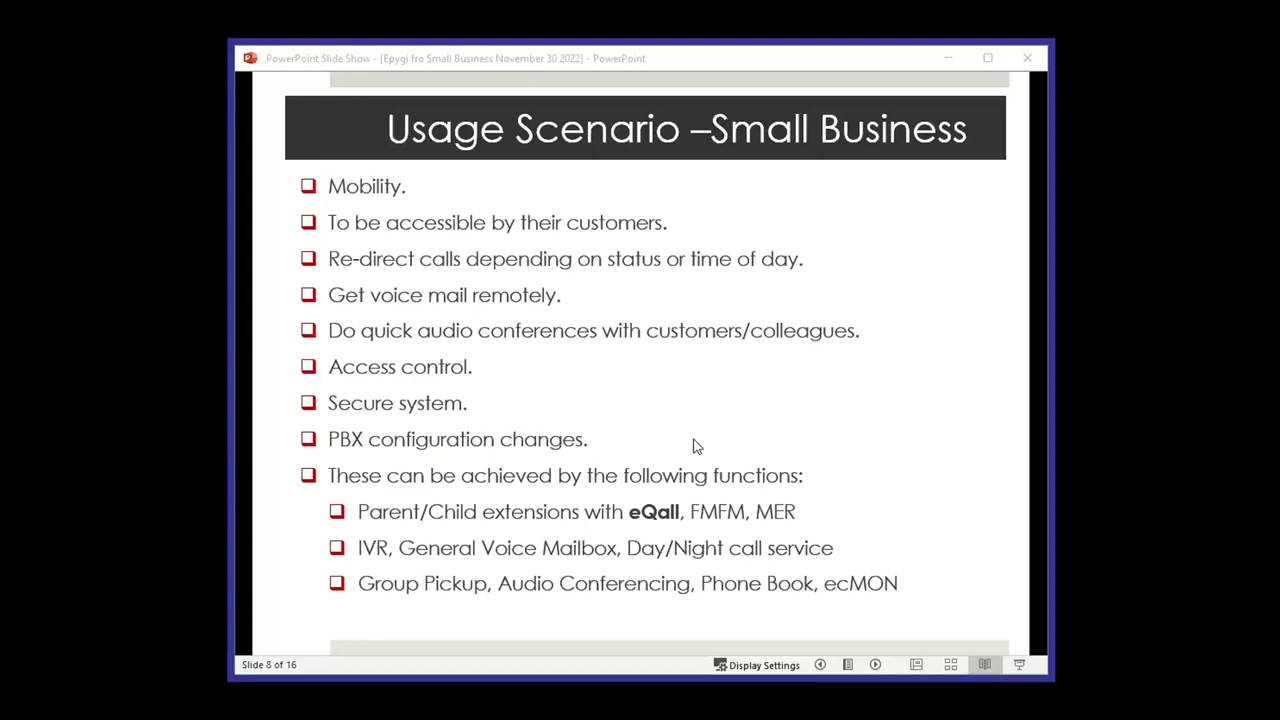 PowerPoint Slide Show - [Epygi fro Small Business November 30 2022] - PowerPoint
Usage Scenario –Small Business
Mobility.
To be accessible by their customers.
Re-direct calls depending on status or time of day.
Get voice mail remotely.
Do quick audio conferences with customers/colleagues.
Access control.
Secure system.
PBX configuration changes.
These can be achieved by the following functions:
Parent/Child extensions with eQall, FMFM, MER
IVR, General Voice Mailbox, Day/Night call service
Group Pickup, Audio Conferencing, Phone Book, ecMON
Slide 8 of 16
Display Settings